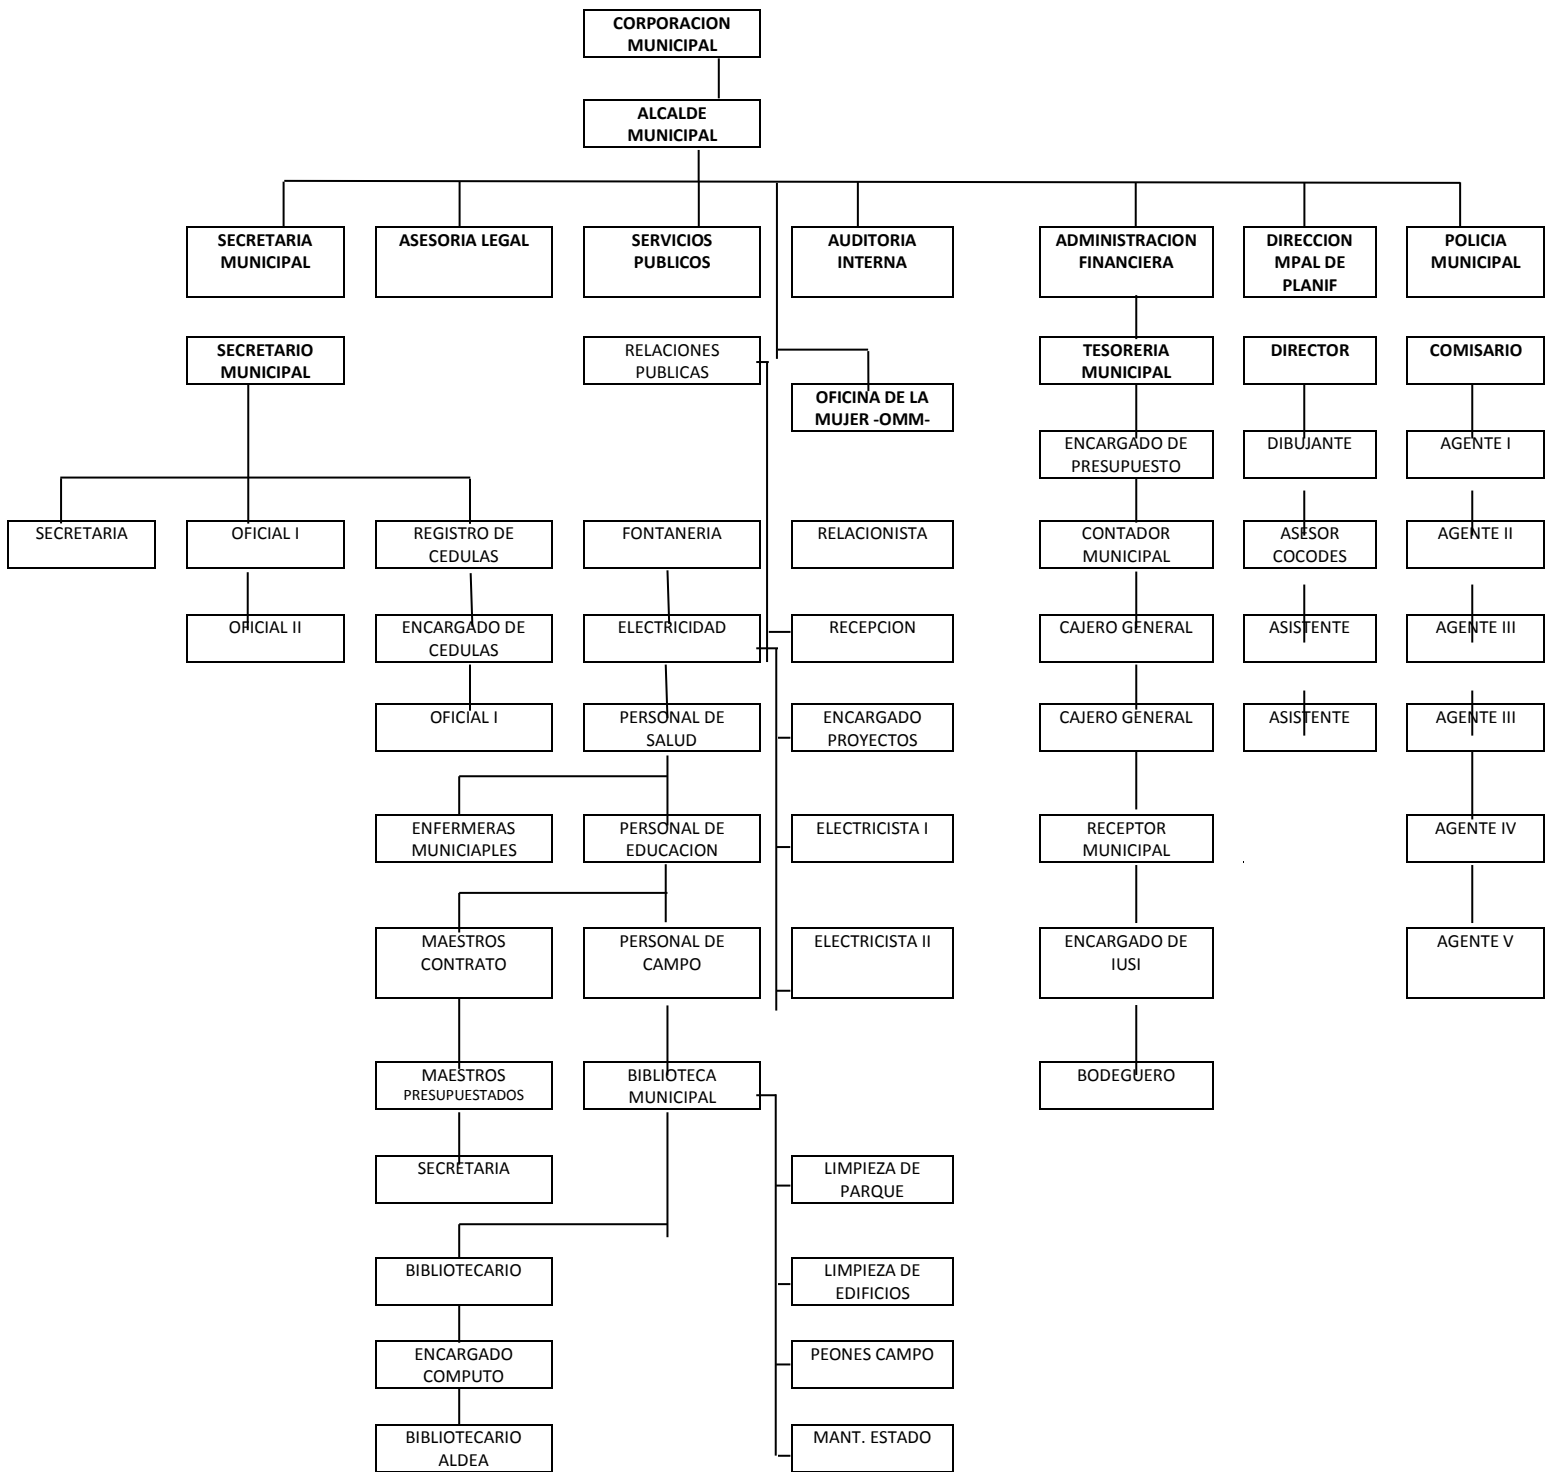 CORPORACION
MUNICIPAL
ALCALDE
MUNICIPAL
SECRETARIA
MUNICIPAL
ASESORIA LEGAL
SERVICIOS
PUBLICOS
AUDITORIA
INTERNA
ADMINISTRACION
FINANCIERA
DIRECCION
MPAL DE
PLANIF
POLICIA
MUNICIPAL
SECRETARIO
MUNICIPAL
RELACIONES
PUBLICAS
OFICINA DE LA
MUJER -OMM-
TESORERIA
MUNICIPAL
DIRECTOR
COMISARIO
ENCARGADO DE
PRESUPUESTO
DIBUJANTE
AGENTE I
SECRETARIA
OFICIAL I
REGISTRO DE
CEDULAS
FONTANERIA
RELACIONISTA
CONTADOR
MUNICIPAL
ASESOR
COCODES
AGENTE II
OFICIAL II
ENCARGADO DE
CEDULAS
ELECTRICIDAD
RECEPCION
CAJERO GENERAL
ASISTENTE
AGENTE III
OFICIAL I
PERSONAL DE
SALUD
ENCARGADO
PROYECTOS
CAJERO GENERAL
ASISTENTE
AGENTE III
ENFERMERAS
MUNICIAPLES
PERSONAL DE
EDUCACION
ELECTRICISTA I
RECEPTOR
MUNICIPAL
AGENTE IV
MAESTROS
CONTRATO
PERSONAL DE
CAMPO
ELECTRICISTA II
ENCARGADO DE
IUSI
AGENTE V
MAESTROS
PRESUPUESTADOS
BIBLIOTECA
MUNICIPAL
BODEGUERO
SECRETARIA
LIMPIEZA DE
PARQUE
BIBLIOTECARIO
LIMPIEZA DE
EDIFICIOS
ENCARGADO
COMPUTO
PEONES CAMPO
BIBLIOTECARIO
ALDEA
MANT. ESTADO